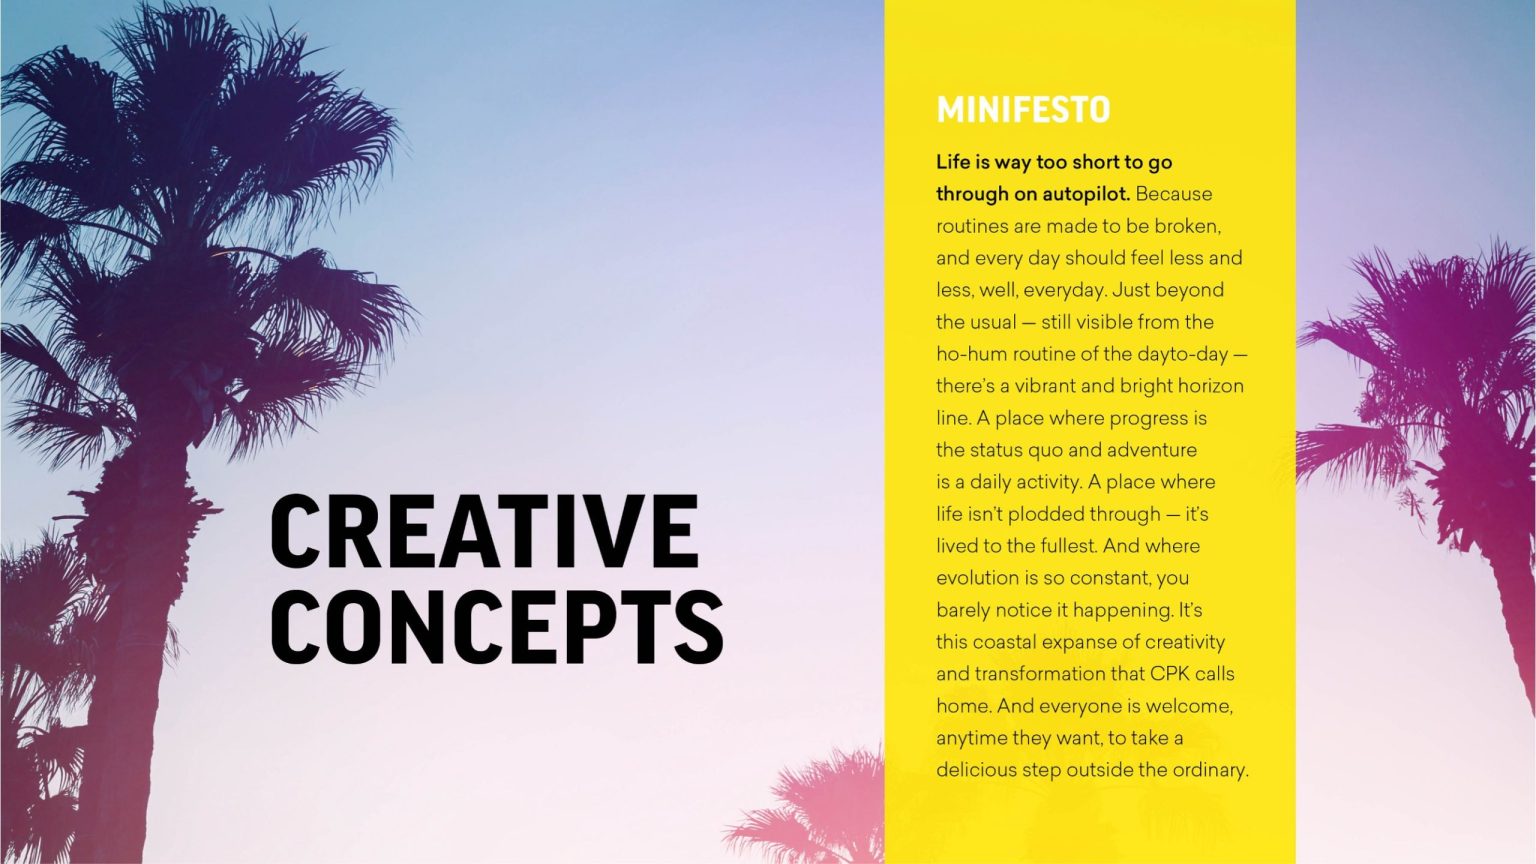 CREATIVE
CONCEPTS
MINIFESTO
Life is way too short to go
through on autopilot. Because
routines are made to be broken,
and every day should feel less and
less, well, everyday. Just beyond
the usual — still visible from the
ho-hum routine of the dayto-day —
there's a vibrant and bright horizon
line. A place where progress is
the status quo and adventure
is a daily activity. A place where
life isn't plodded through — it's
lived to the fullest. And where
evolution is so constant, you
barely notice it happening. It's
this coastal expanse of creativity
and transformation that CPK calls
home. And everyone is welcome,
anytime they want, to take a
delicious step outside the ordinary.